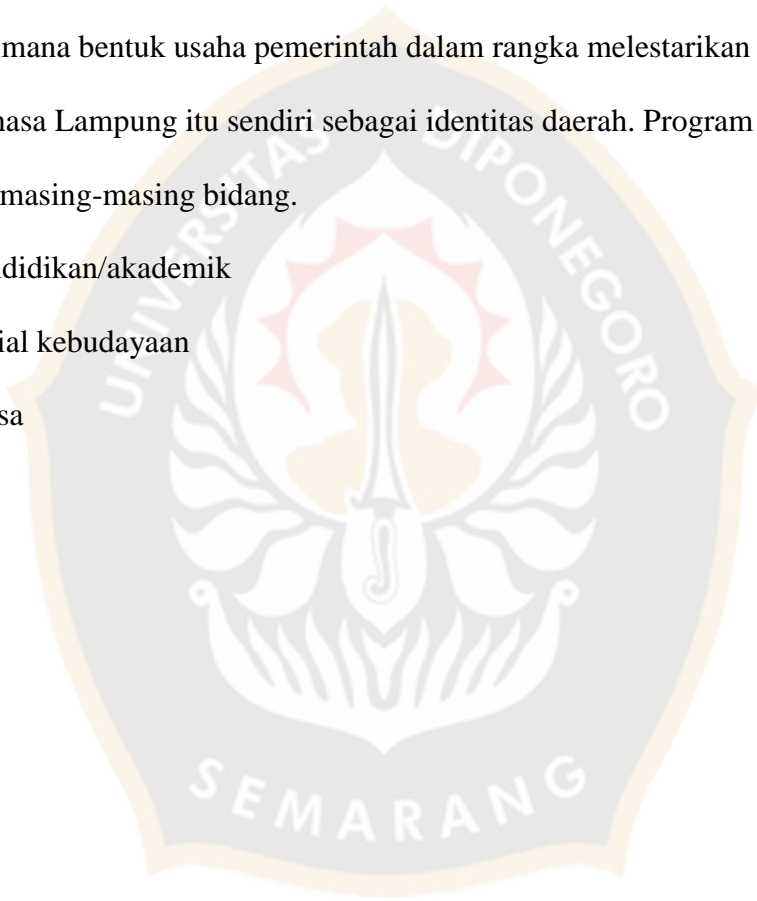 mana bentuk usaha pemerintah dalam rangka melestarikan
asa Lampung itu sendiri sebagai identitas daerah. Program
masing-masing bidang.
didikan/akademik
ial kebudayaan
sa
UNIVERSITAS DIPONEGORO
SEMARANG